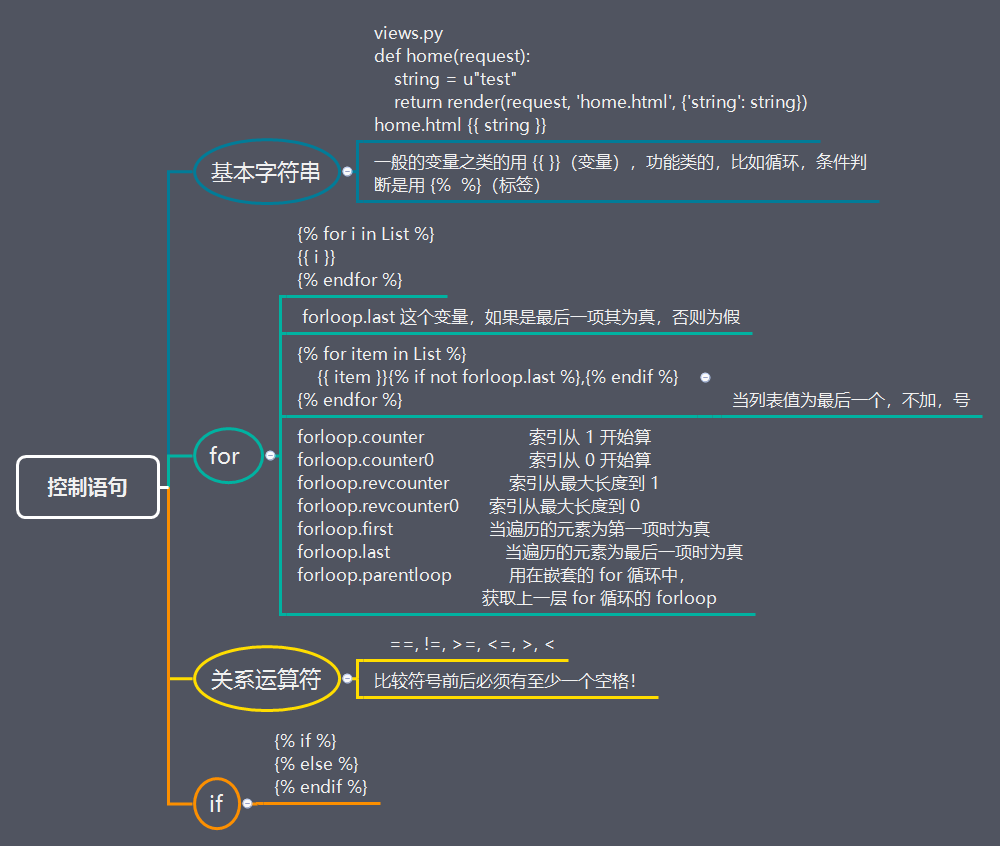 views.py
def home(request):
    string = u"test"
    return render(request, 'home.html', {'string': string})
home.html {{ string }}
基本字符串
一般的变量之类的用 {{ }}（变量），功能类的，比如循环，条件判
断是用 {%  %}（标签）
{% for i in List %}
{{ i }}
{% endfor %}
forloop.last 这个变量，如果是最后一项其为真，否则为假
{% for item in List %}
    {{ item }}{% if not forloop.last %},{% endif %}
{% endfor %}
当列表值为最后一个，不加，号
for
forloop.counter 索引从 1 开始算
forloop.counter0 索引从 0 开始算
forloop.revcounter 索引从最大长度到 1
forloop.revcounter0 索引从最大长度到 0
forloop.first 当遍历的元素为第一项时为真
forloop.last 当遍历的元素为最后一项时为真
forloop.parentloop 用在嵌套的 for 循环中，
获取上一层 for 循环的 forloop
控制语句
==, !=, >=, <=, >, <
关系运算符
比较符号前后必须有至少一个空格！
{% if %}
{% else %}
{% endif %}
if